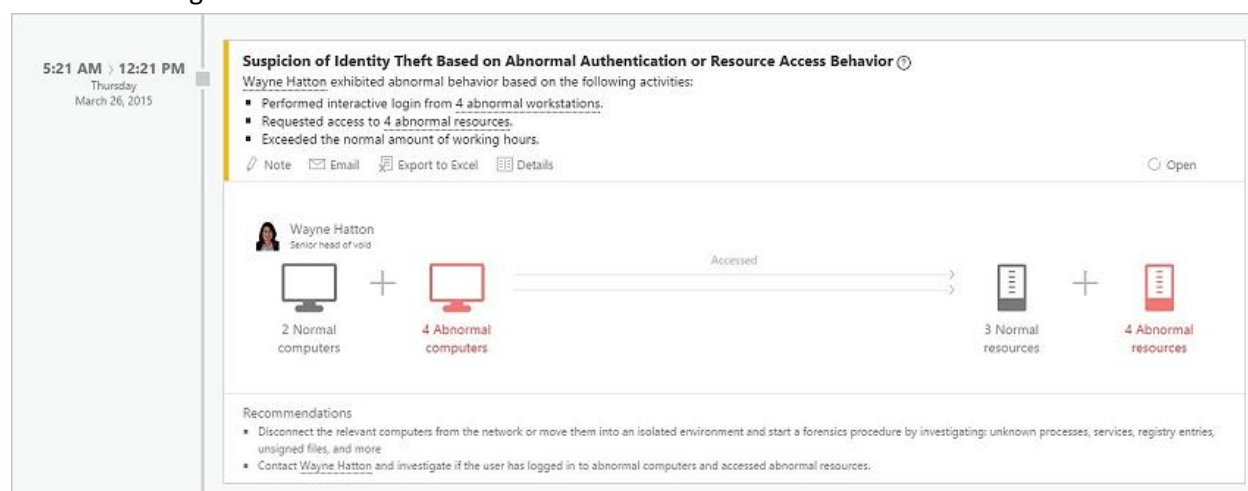 5:21 AM > 12:21 PM
Thursday
March 26, 2015
Suspicion of Identity Theft Based on Abnormal Authentication or Resource Access Behavior
Wayne Hatton exhibited abnormal behavior based on the following activities:
▪ Performed interactive login from 4 abnormal workstations.
▪ Requested access to 4 abnormal resources.
▪ Exceeded the normal amount of working hours.
Note Email Export to Excel Details Open
Wayne Hatton
Senior head of void
Accessed
2 Normal
computers
4 Abnormal
computers
3 Normal
resources
4 Abnormal
resources
Recommendations
▪ Disconnect the relevant computers from the network or move them into an isolated environment and start a forensics procedure by investigating: unknown processes, services, registry entries,
unsigned files, and more
▪ Contact Wayne Hatton and investigate if the user has logged in to abnormal computers and accessed abnormal resources.